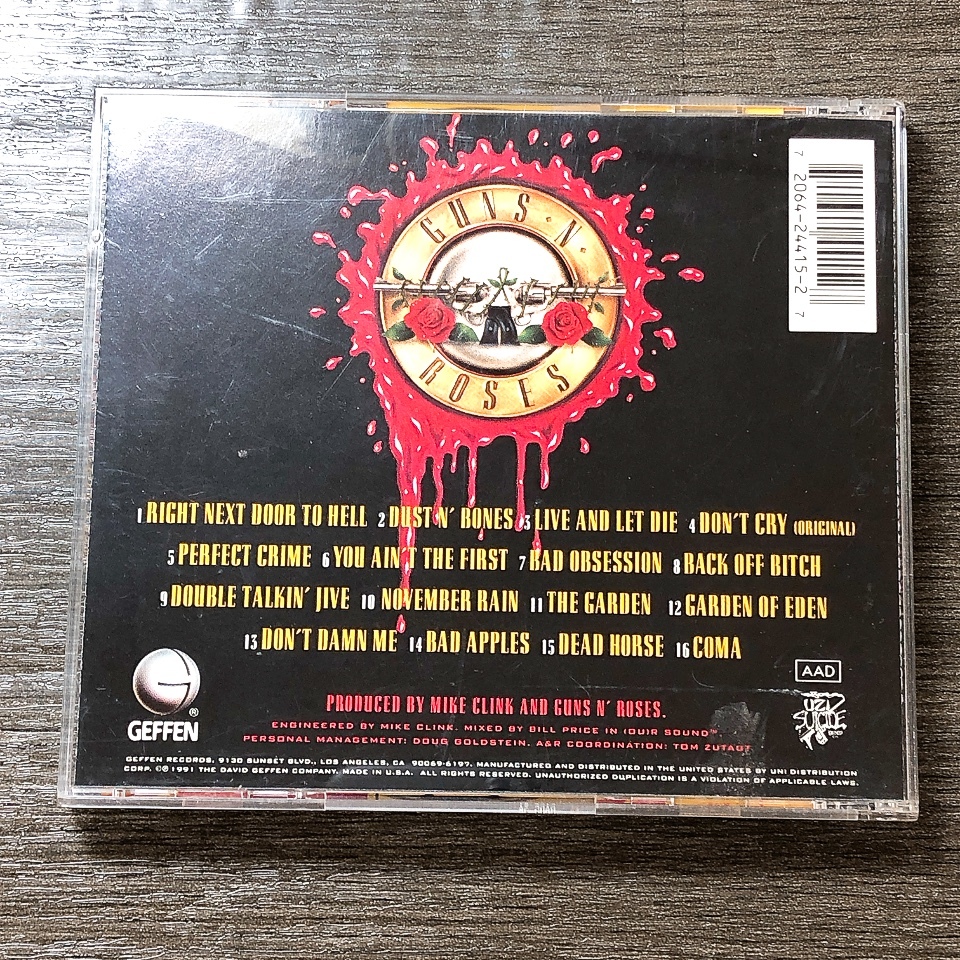 GUNS · N · ROSES
7 2064-24415-2 7
1 RIGHT NEXT DOOR TO HELL 2 DUST N' BONES 3 LIVE AND LET DIE 4 DON'T CRY (ORIGINAL)
5 PERFECT CRIME 6 YOU AIN'T THE FIRST 7 BAD OBSESSION 8 BACK OFF BITCH
9 DOUBLE TALKIN' JIVE 10 NOVEMBER RAIN 11 THE GARDEN 12 GARDEN OF EDEN
13 DON'T DAMN ME 14 BAD APPLES 15 DEAD HORSE 16 COMA
AAD
GEFFEN ®
UZI SUICIDE
PRODUCED BY MIKE CLINK AND GUNS N' ROSES.
ENGINEERED BY MIKE CLINK. MIXED BY BILL PRICE IN (OU)R SOUND™
PERSONAL MANAGEMENT: DOUG GOLDSTEIN. A&R COORDINATION: TOM ZUTAUT
GEFFEN RECORDS, 9130 SUNSET BLVD., LOS ANGELES, CA 90069-6197. MANUFACTURED AND DISTRIBUTED IN THE UNITED STATES BY UNI DISTRIBUTION
CORP. ℗© 1991 THE DAVID GEFFEN COMPANY. MADE IN U.S.A. ALL RIGHTS RESERVED. UNAUTHORIZED DUPLICATION IS A VIOLATION OF APPLICABLE LAWS.